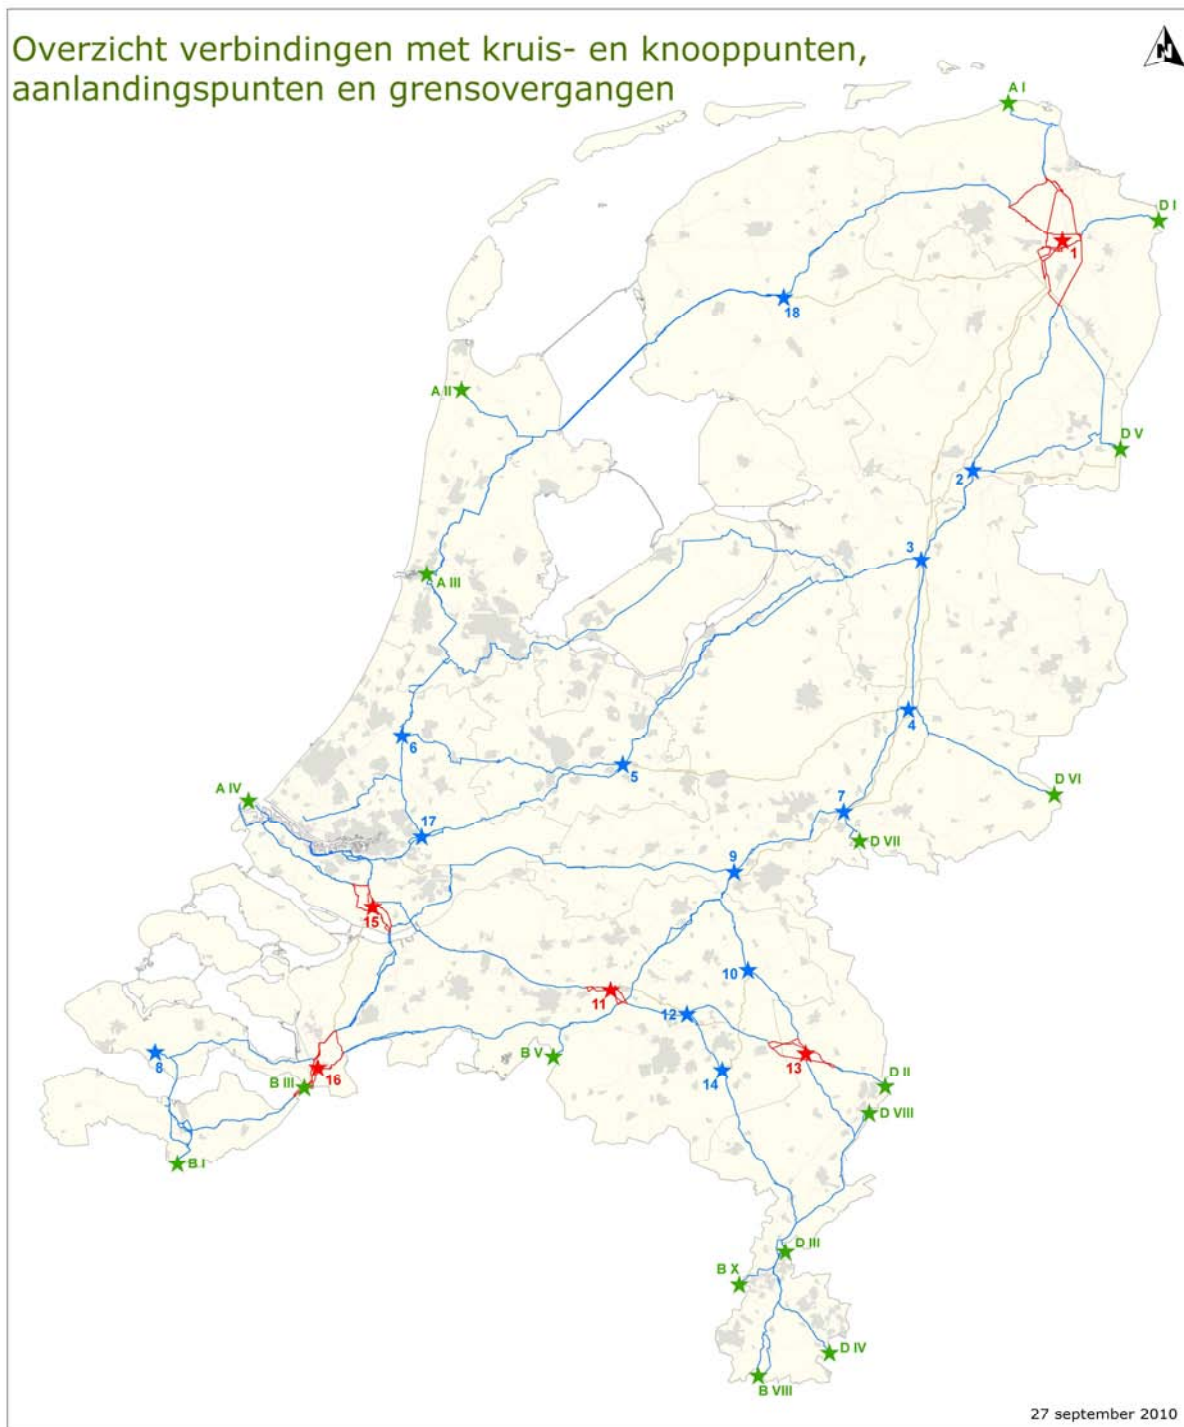 Overzicht verbindingen met kruis- en knooppunten,
aanlandingspunten en grensovergangen
N
A I
D I
1
18
A II
D V
2
3
A III
4
6
5
D VI
A IV
7
17
D VII
9
15
10
11
12
8
B V
13
16
14
B III
D II
D VIII
B I
D III
B X
D IV
B VIII
27 september 2010